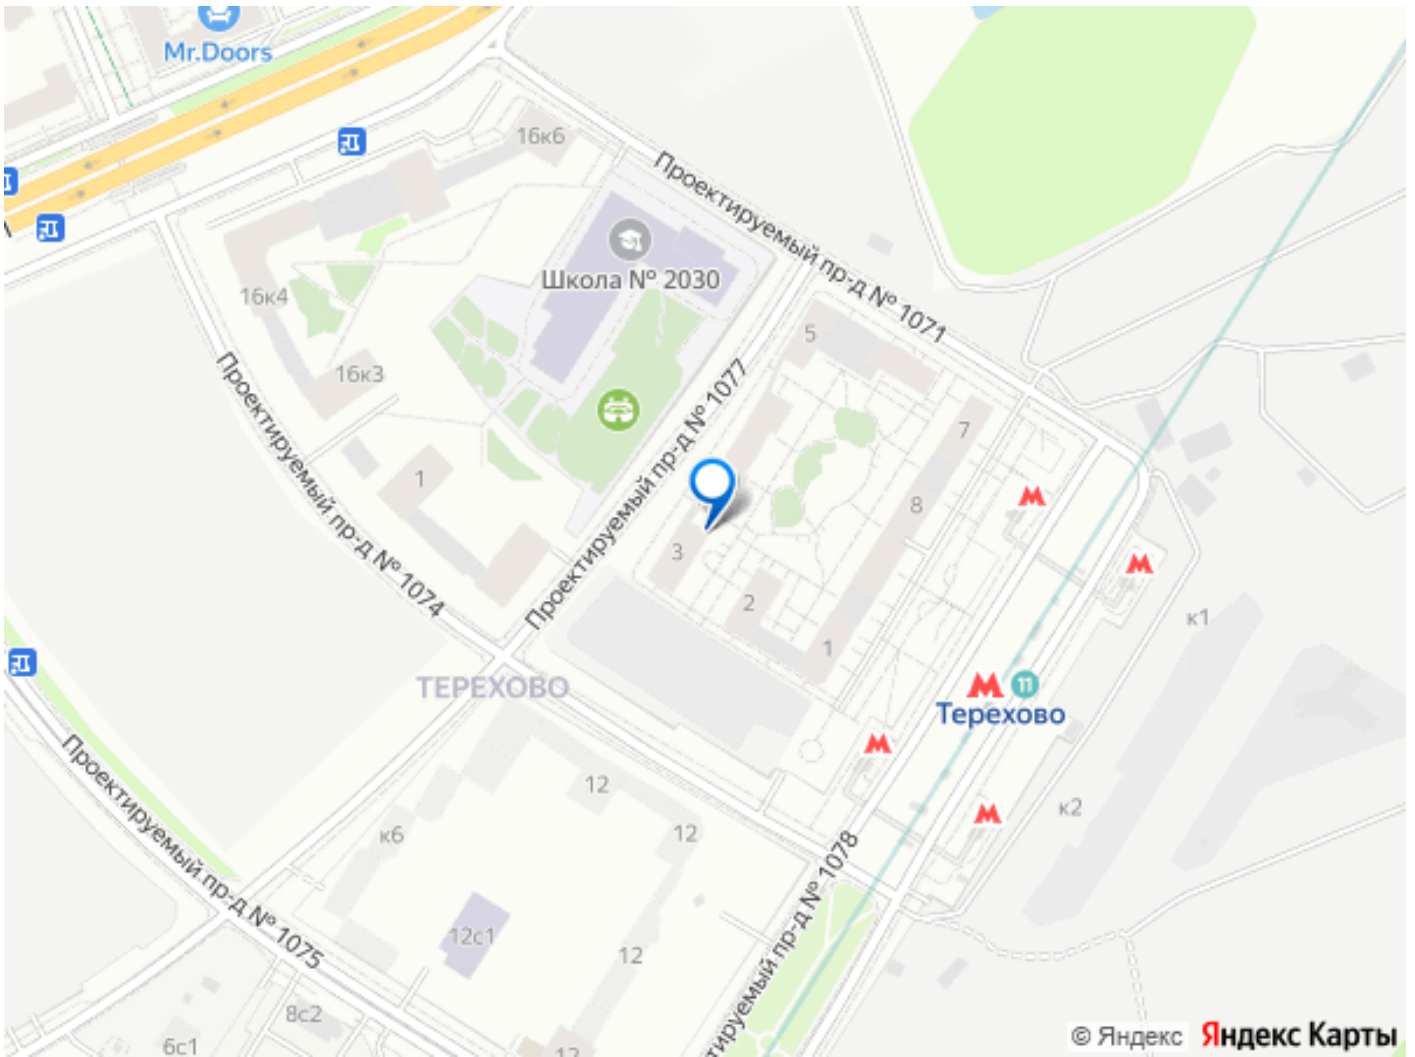 Mr.Doors
16к6
Проектируемый пр-д № 1071
Школа № 2030
16к4
5
16к3
Проектируемый пр-д № 1077
7
1
8
Проектируемый пр-д № 1074
3
2
к1
1
ТЕРЕХОВО
11
Терехово
12
к2
к6
12
Проектируемый пр-д № 1075
Проектируемый пр-д № 1078
12с1
12
8с2
6с1
12
© Яндекс Яндекс Карты